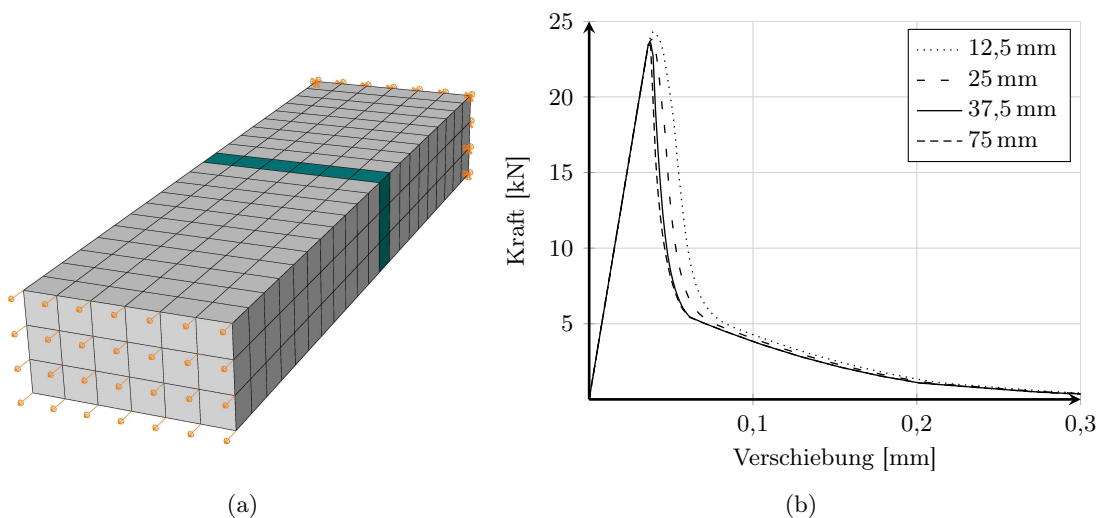 25
20
15
10
5
0,1
0,2
0,3
Kraft [kN]
Verschiebung [mm]
12,5 mm
25 mm
37,5 mm
75 mm
(a)
(b)